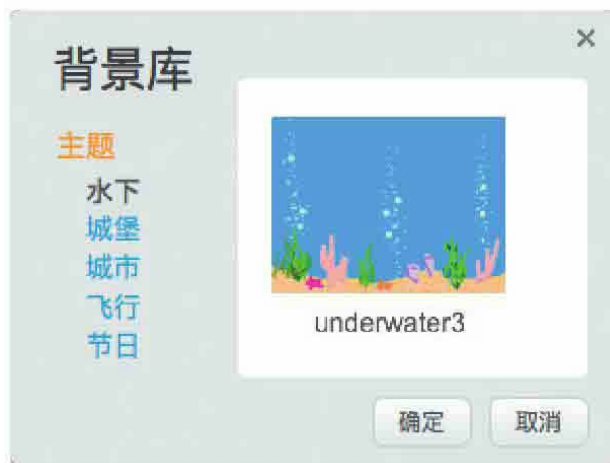 背景库
主题
水下
城堡
城市
飞行
节日
underwater3
确定
取消